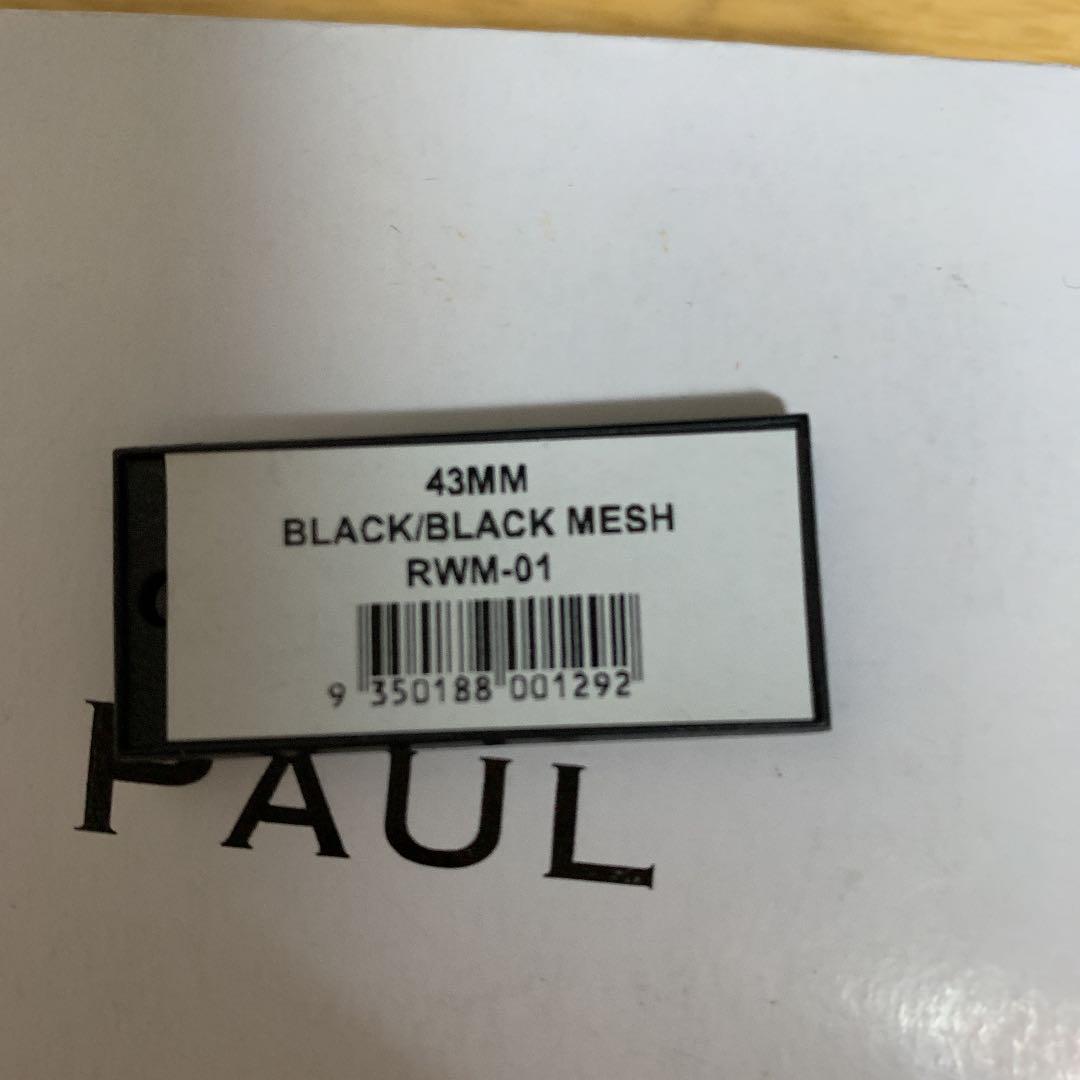 43MM
BLACK/BLACK MESH
RWM-01
9 350188 001292
PAUL